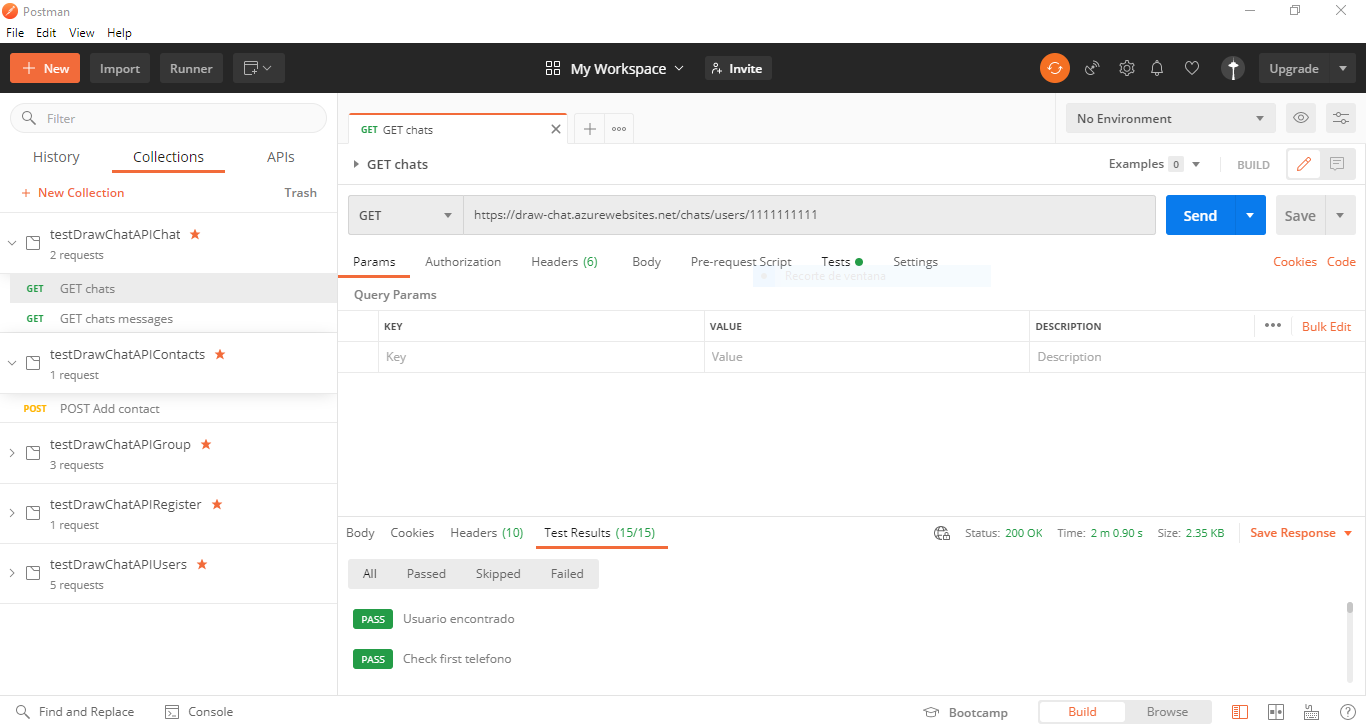 Postman
File Edit View Help
New Import Runner My Workspace Invite Upgrade
Filter
History Collections APIs
+ New Collection Trash
testDrawChatAPIChat
2 requests
GET GET chats
GET GET chats messages
testDrawChatAPIContacts
1 request
POST POST Add contact
testDrawChatAPIGroup
3 requests
testDrawChatAPIRegister
1 request
testDrawChatAPIUsers
5 requests
GET GET chats
No Environment
GET chats
Examples 0 BUILD
GET https://draw-chat.azurewebsites.net/chats/users/1111111111 Send Save
Params Authorization Headers (6) Body Pre-request Script Tests Settings Cookies Code
Recorte de ventana
Query Params
KEY VALUE DESCRIPTION Bulk Edit
Key Value Description
Body Cookies Headers (10) Test Results (15/15) Status: 200 OK Time: 2 m 0.90 s Size: 2.35 KB Save Response
All Passed Skipped Failed
PASS Usuario encontrado
PASS Check first telefono
Find and Replace Console Bootcamp Build Browse